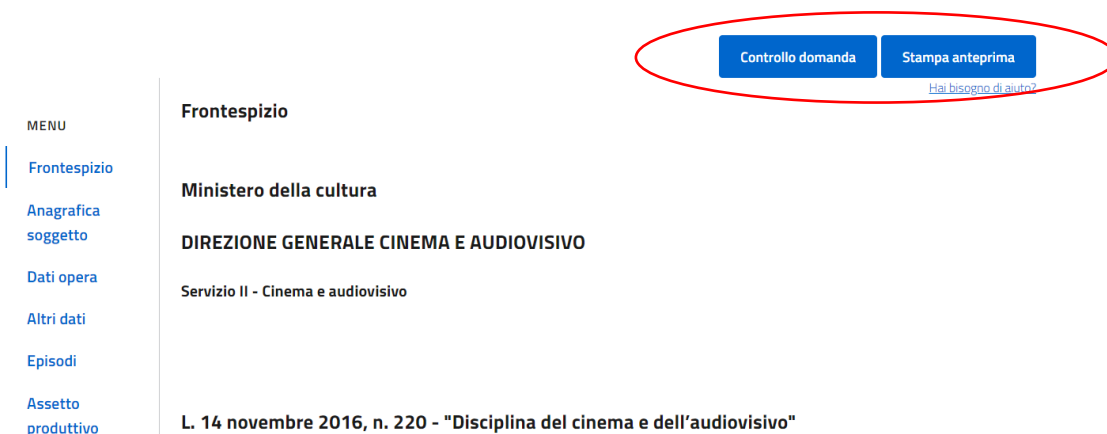 Controllo domanda
Stampa anteprima
Hai bisogno di aiuto?
MENU
Frontespizio
Anagrafica
soggetto
Dati opera
Altri dati
Episodi
Assetto
produttivo
Frontespizio
Ministero della cultura
DIREZIONE GENERALE CINEMA E AUDIOVISIVO
Servizio II - Cinema e audiovisivo
L. 14 novembre 2016, n. 220 - "Disciplina del cinema e dell’audiovisivo"